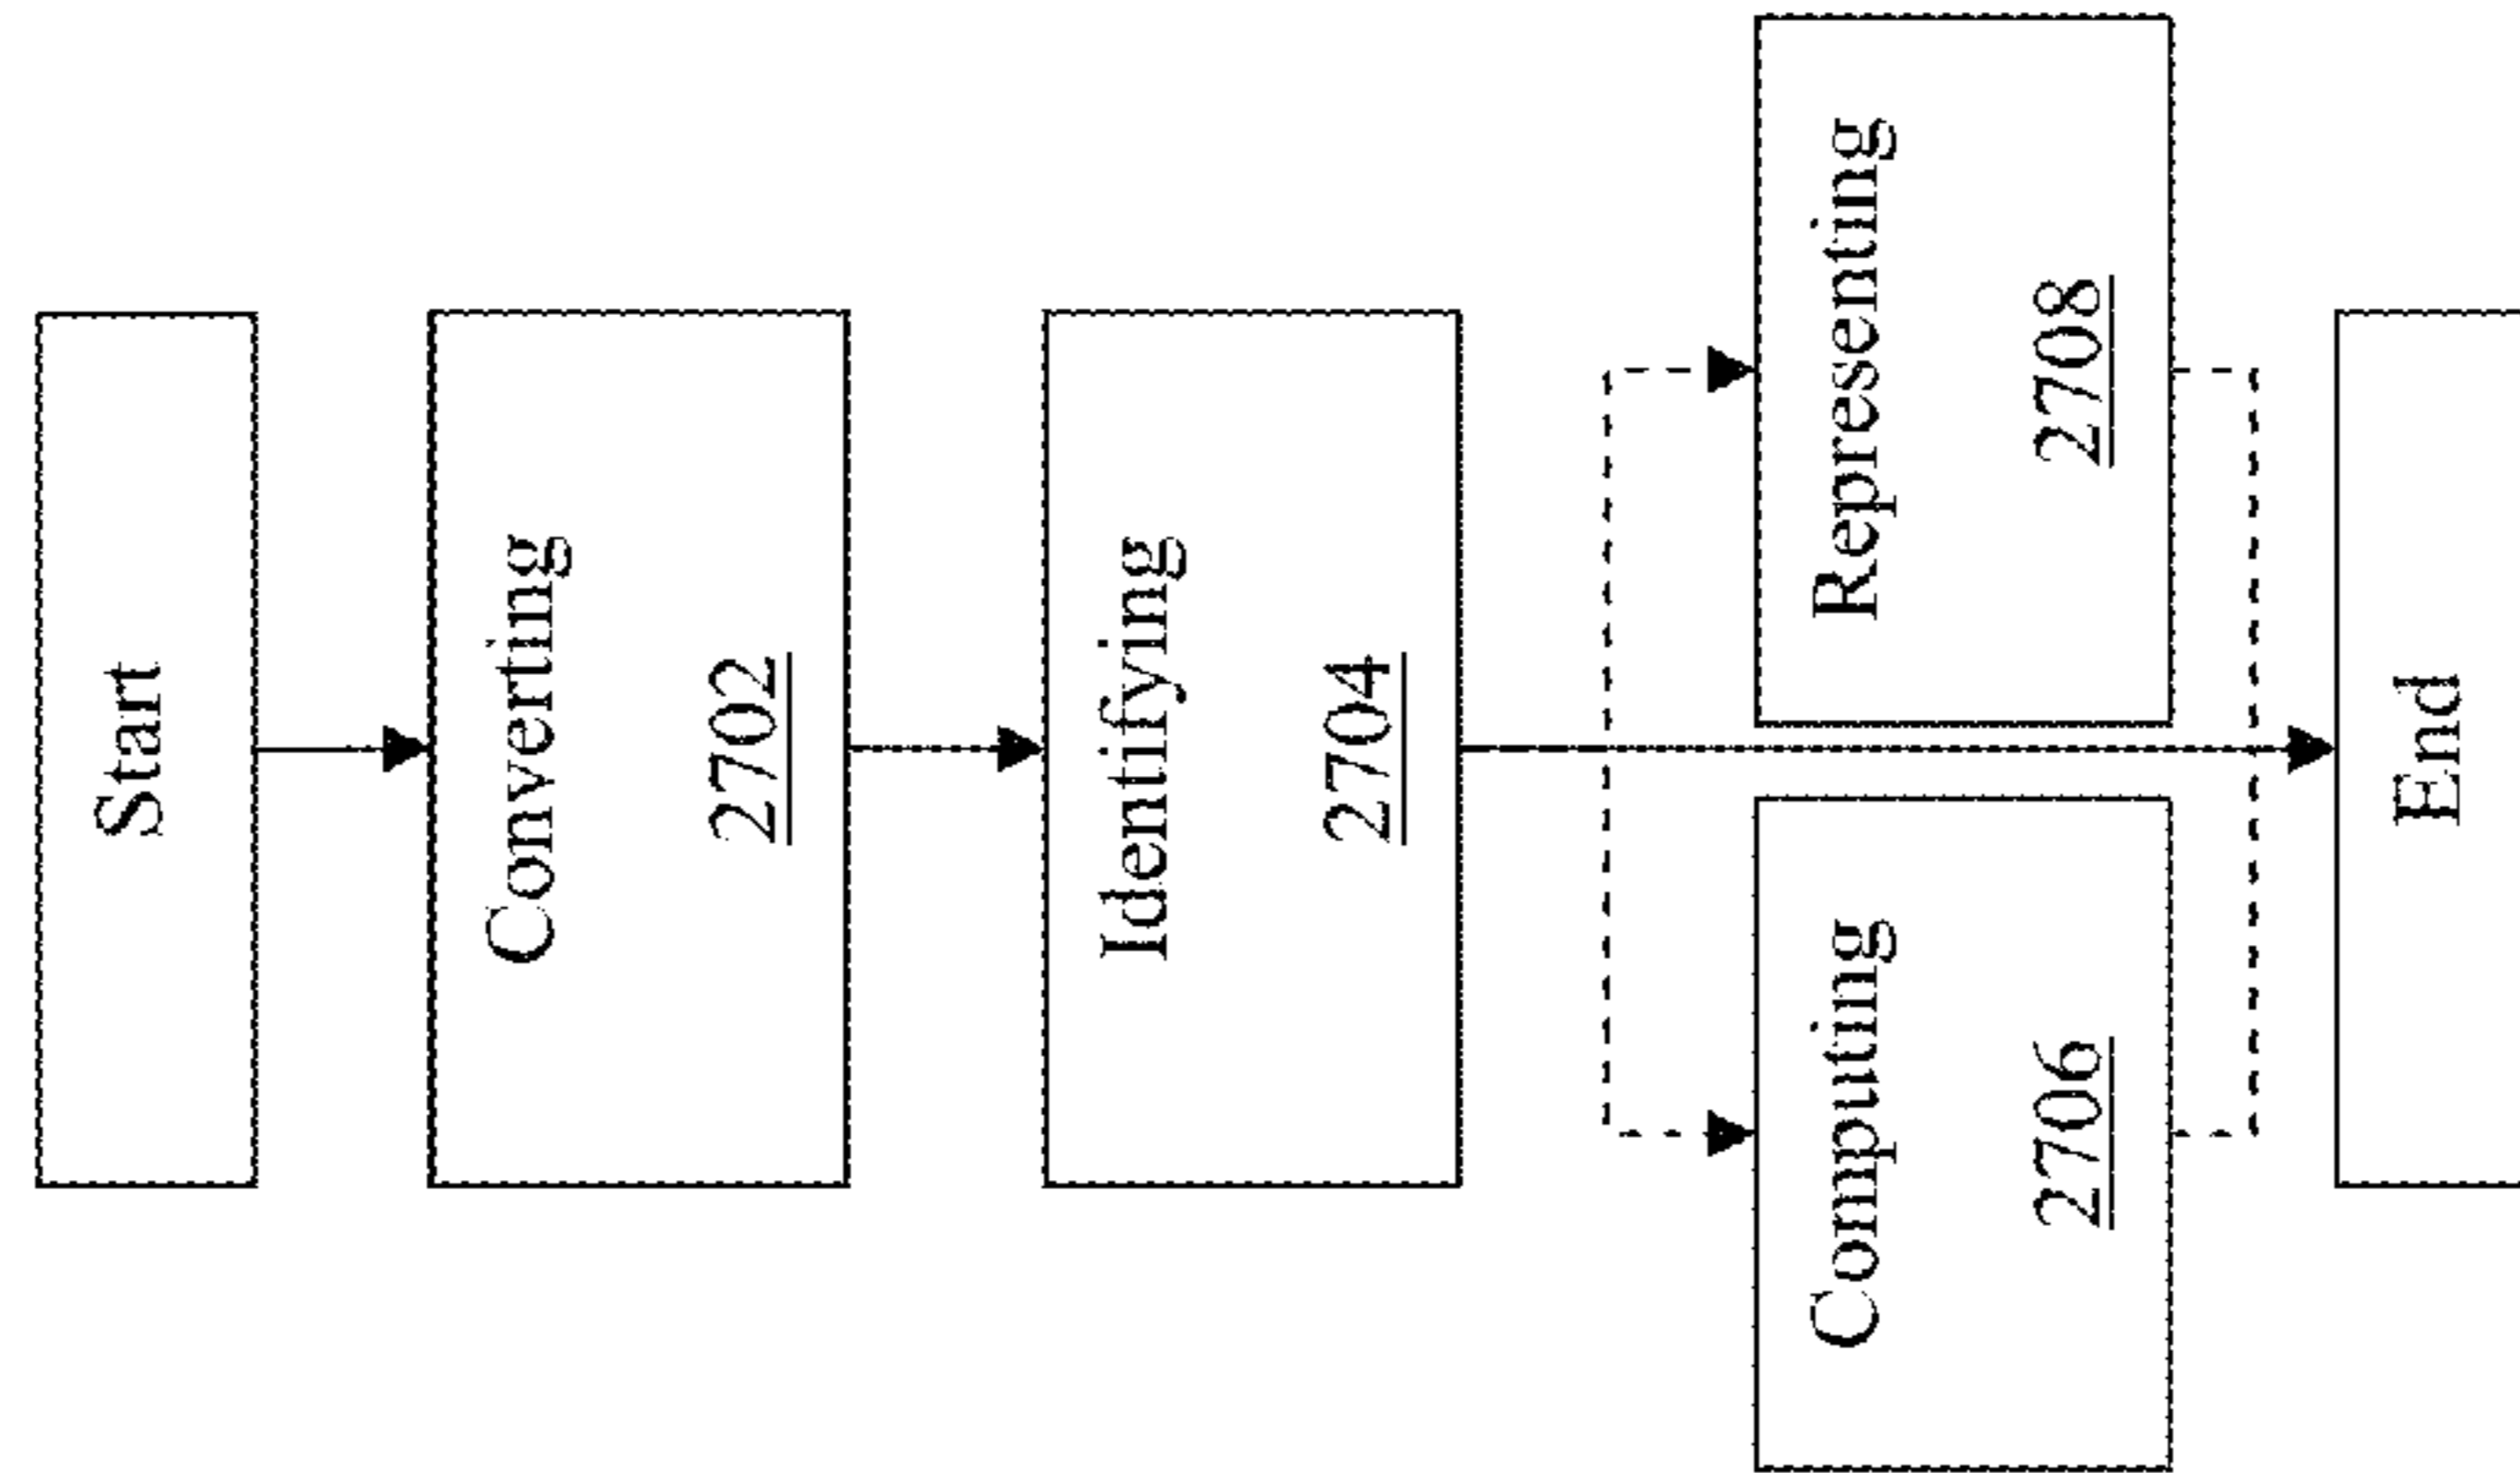 Start
Converting
2702
Identifying
2704
Computing
2706
Representing
2708
End